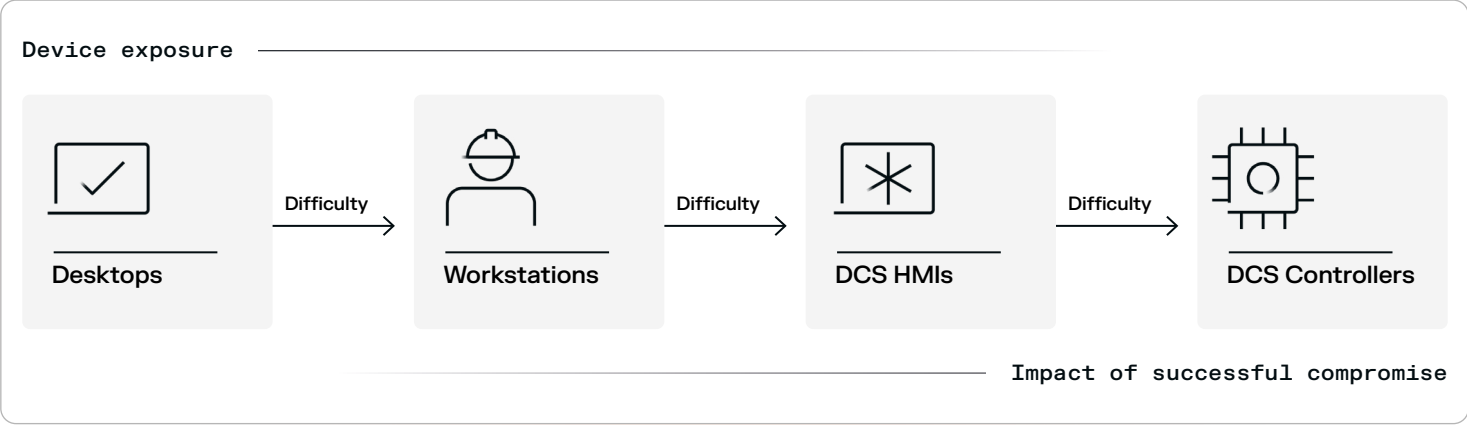 Device exposure
Difficulty
Difficulty
Difficulty
Desktops
Workstations
DCS HMIs
DCS Controllers
Impact of successful compromise